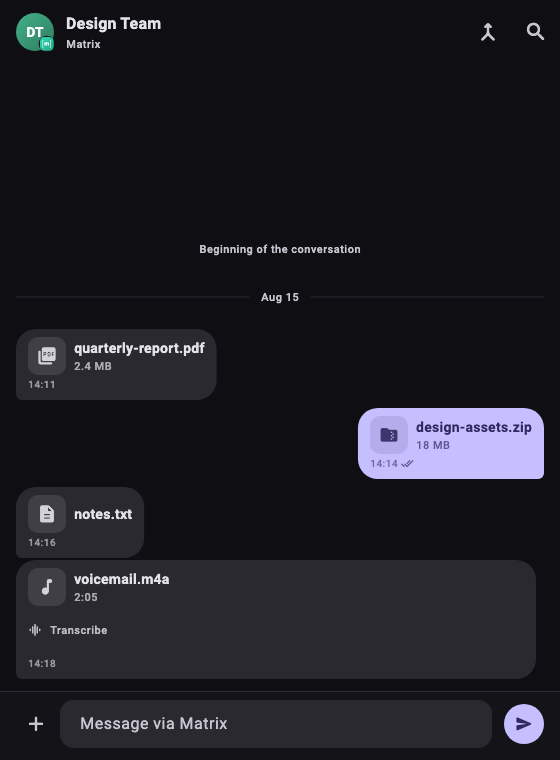 DT
Design Team
Matrix
Beginning of the conversation
Aug 15
PDF
quarterly-report.pdf
2.4 MB
14:11
design-assets.zip
18 MB
14:14
notes.txt
14:16
voicemail.m4a
2:05
Transcribe
14:18
Message via Matrix